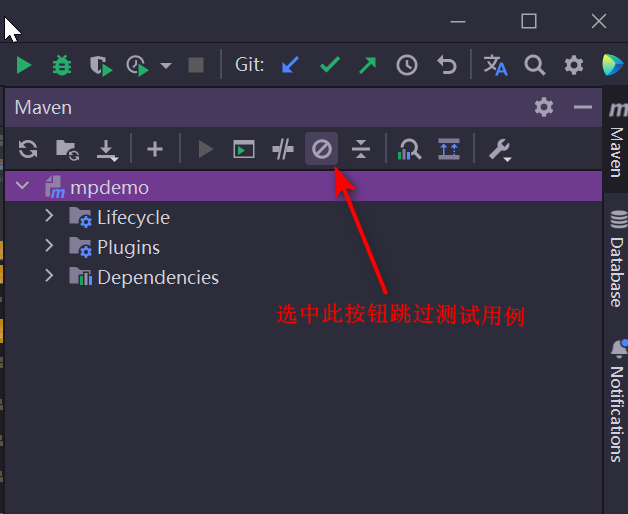 Git:
Maven
mpdemo
Lifecycle
Plugins
Dependencies
选中此按钮跳过测试用例
m
Maven
Database
Notifications